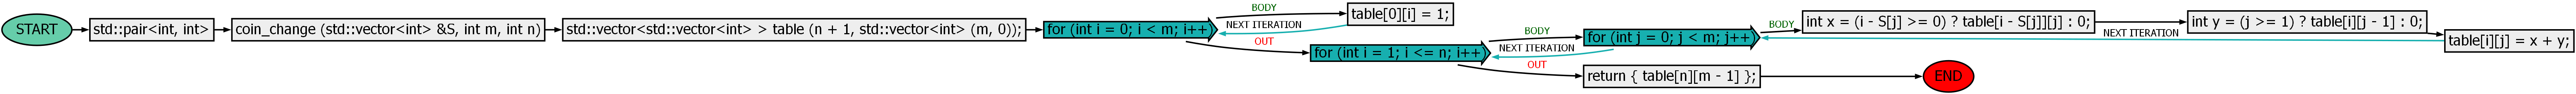 START
std::pair<int, int>
coin_change (std::vector<int> &S, int m, int n)
std::vector<std::vector<int> > table (n + 1, std::vector<int> (m, 0));
for (int i = 0; i < m; i++)
BODY
table[0][i] = 1;
NEXT ITERATION
OUT
for (int i = 1; i <= n; i++)
BODY
for (int j = 0; j < m; j++)
BODY
int x = (i - S[j] >= 0) ? table[i - S[j]][j] : 0;
int y = (j >= 1) ? table[i][j - 1] : 0;
table[i][j] = x + y;
NEXT ITERATION
NEXT ITERATION
OUT
return { table[n][m - 1] };
END